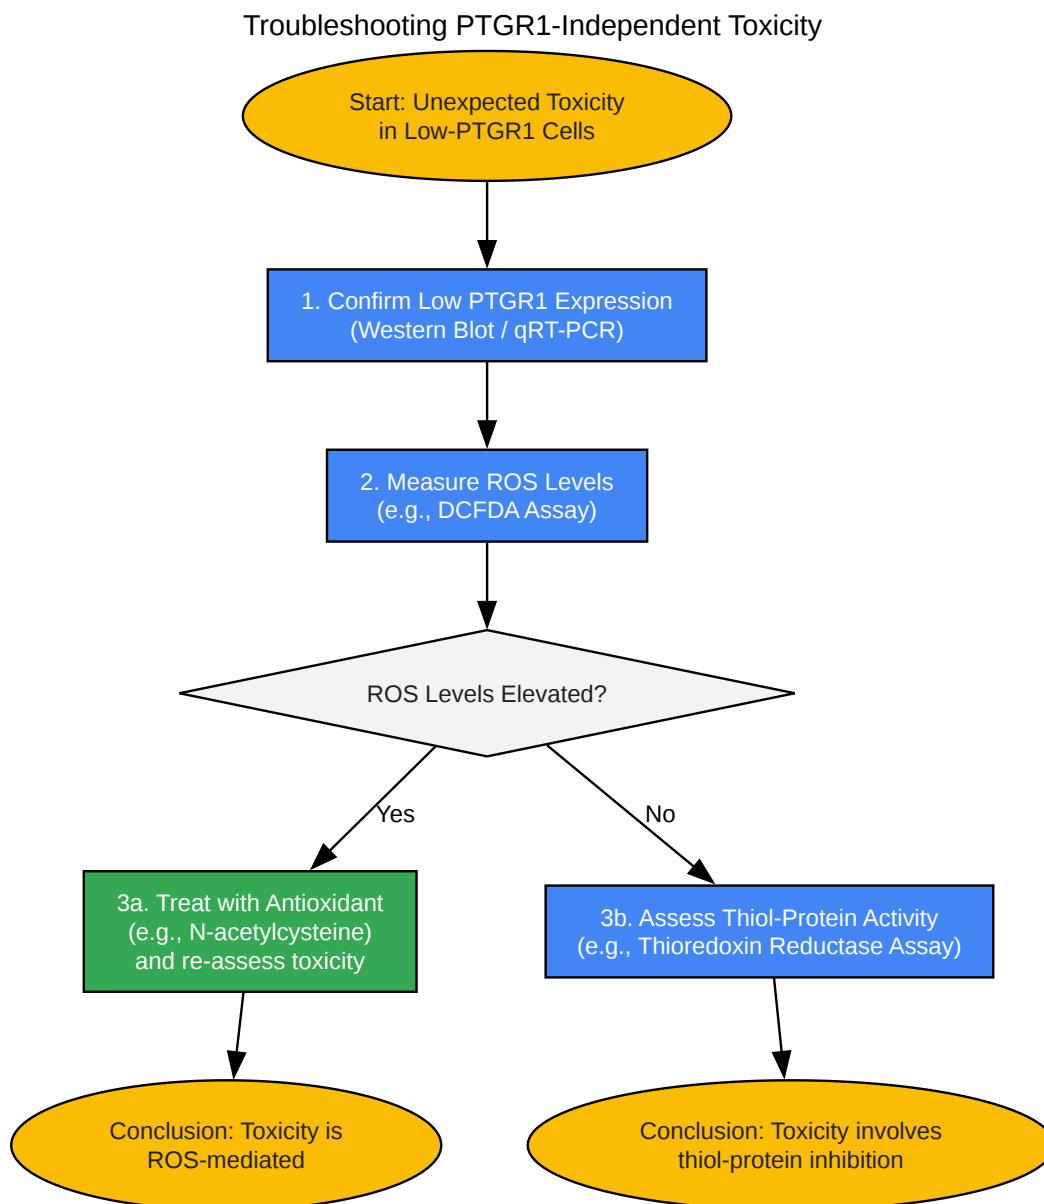 Troubleshooting PTGR1-Independent Toxicity
Start: Unexpected Toxicity
in Low-PTGR1 Cells
1. Confirm Low PTGR1 Expression
(Western Blot / qRT-PCR)
2. Measure ROS Levels
(e.g., DCFDA Assay)
ROS Levels Elevated?
Yes
No
3a. Treat with Antioxidant
(e.g., N-acetylcysteine)
and re-assess toxicity
3b. Assess Thiol-Protein Activity
(e.g., Thioredoxin Reductase Assay)
Conclusion: Toxicity is
ROS-mediated
Conclusion: Toxicity involves
thiol-protein inhibition